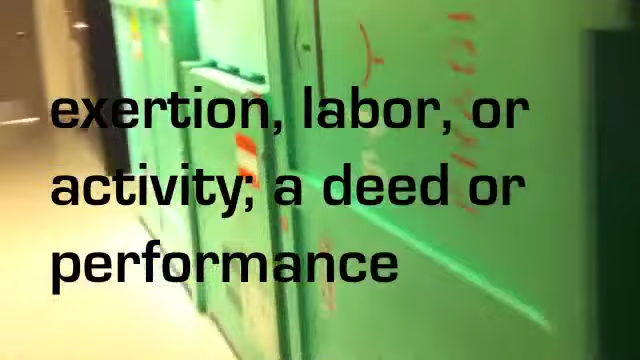 exertion, labor, or
activity; a deed or
performance